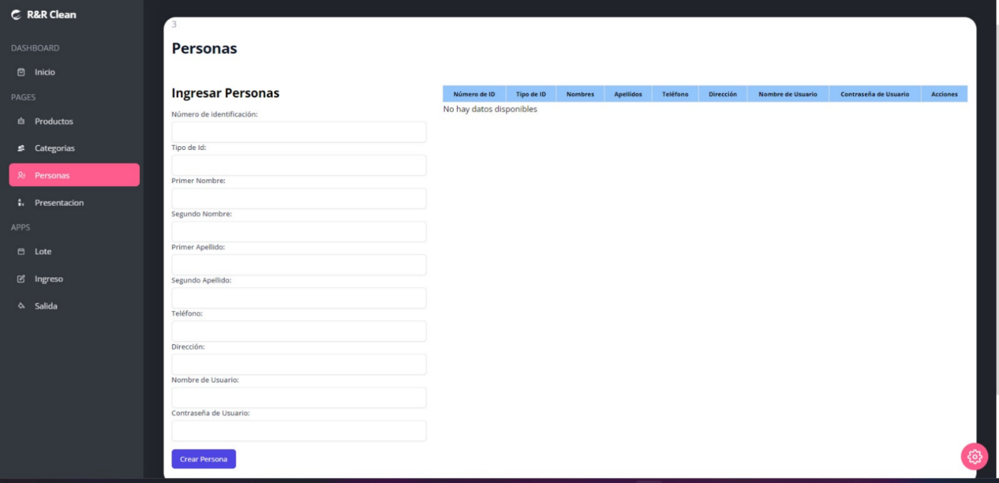 R&R Clean
DASHBOARD
Inicio
PAGES
Productos
Categorias
Personas
Presentacion
APPS
Lote
Ingreso
Salida
3
Personas
Ingresar Personas
Número de identificación:
Tipo de Id:
Primer Nombre:
Segundo Nombre:
Primer Apellido:
Segundo Apellido:
Teléfono:
Dirección:
Nombre de Usuario:
Contraseña de Usuario:
Crear Persona
Número de ID Tipo de ID Nombres Apellidos Teléfono Dirección Nombre de Usuario Contraseña de Usuario Acciones
No hay datos disponibles